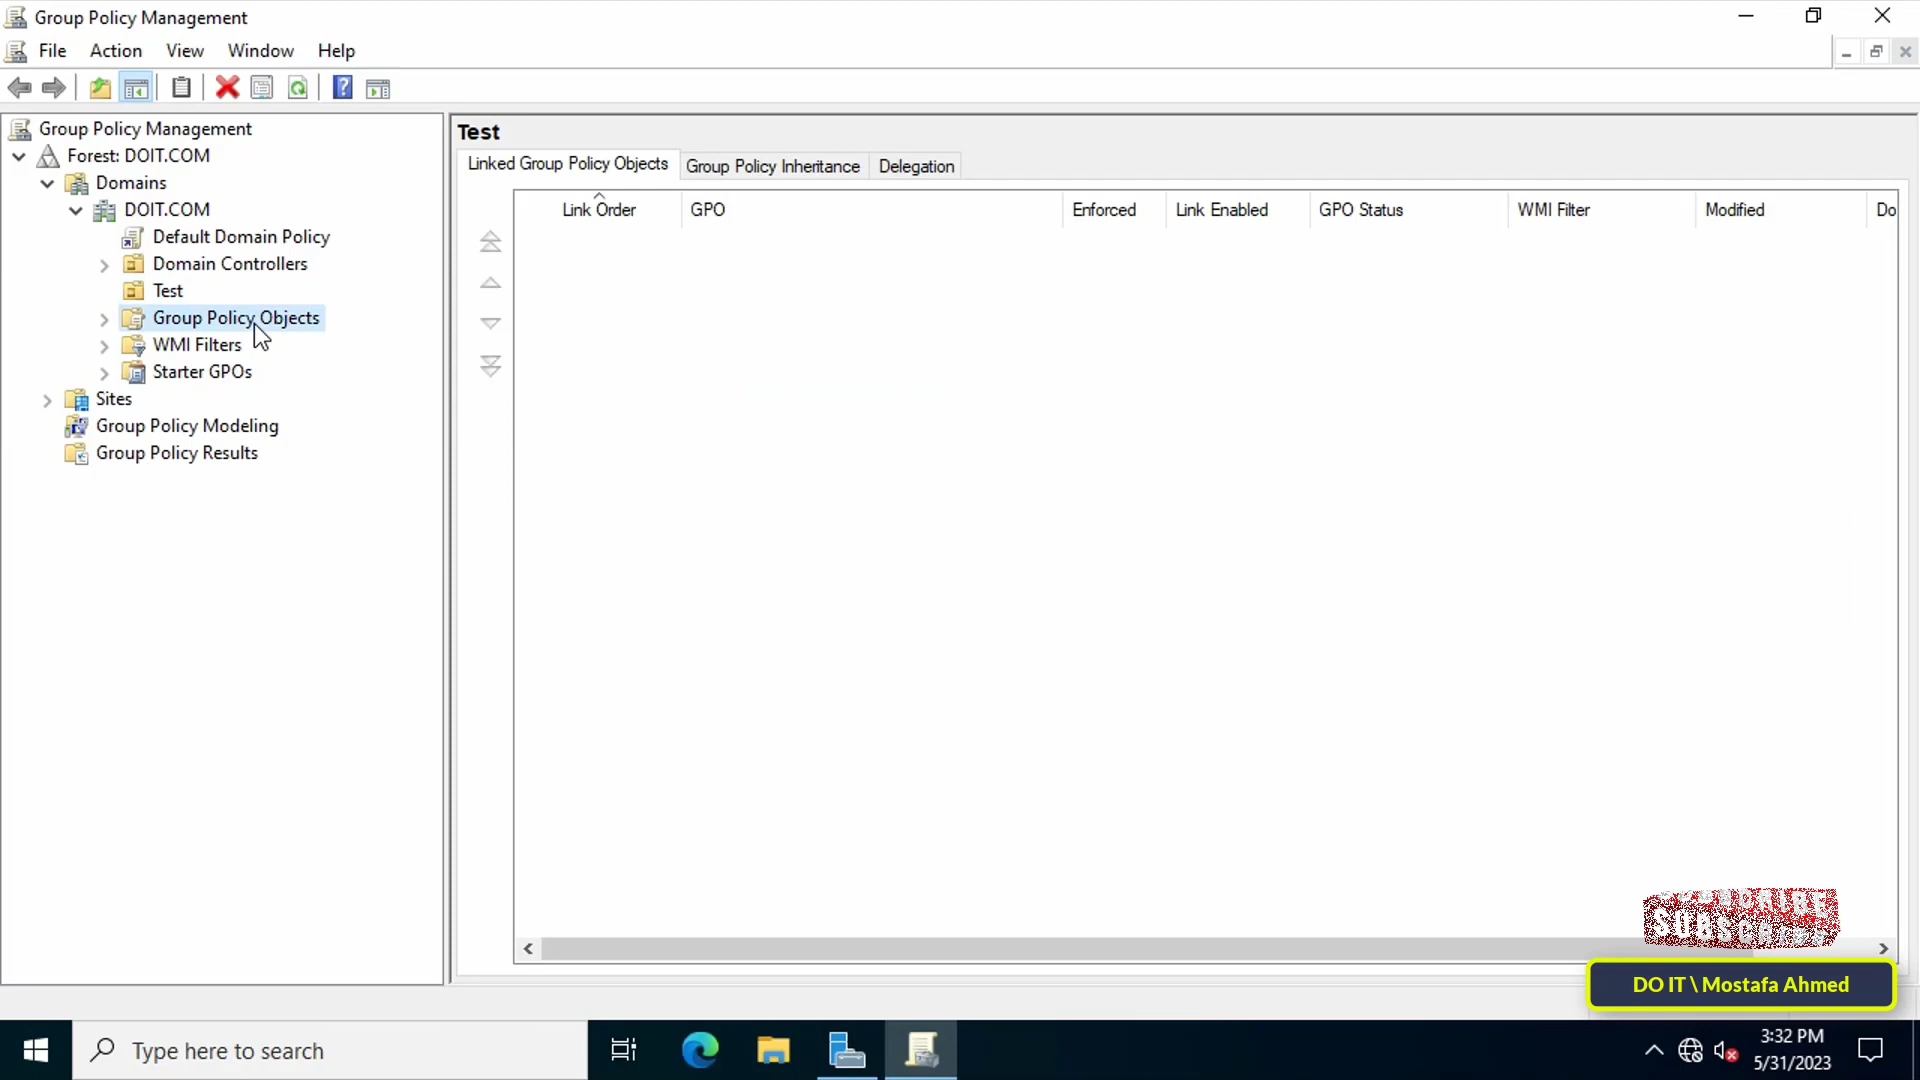 Group Policy Management
File Action View Window Help
Group Policy Management
Forest: DOIT.COM
Domains
DOIT.COM
Default Domain Policy
Domain Controllers
Test
Group Policy Objects
WMI Filters
Starter GPOs
Sites
Group Policy Modeling
Group Policy Results
Test
Linked Group Policy Objects Group Policy Inheritance Delegation
Link Order GPO Enforced Link Enabled GPO Status WMI Filter Modified Do
SUBSCRIBE
DO IT \ Mostafa Ahmed
Type here to search
3:32 PM
5/31/2023